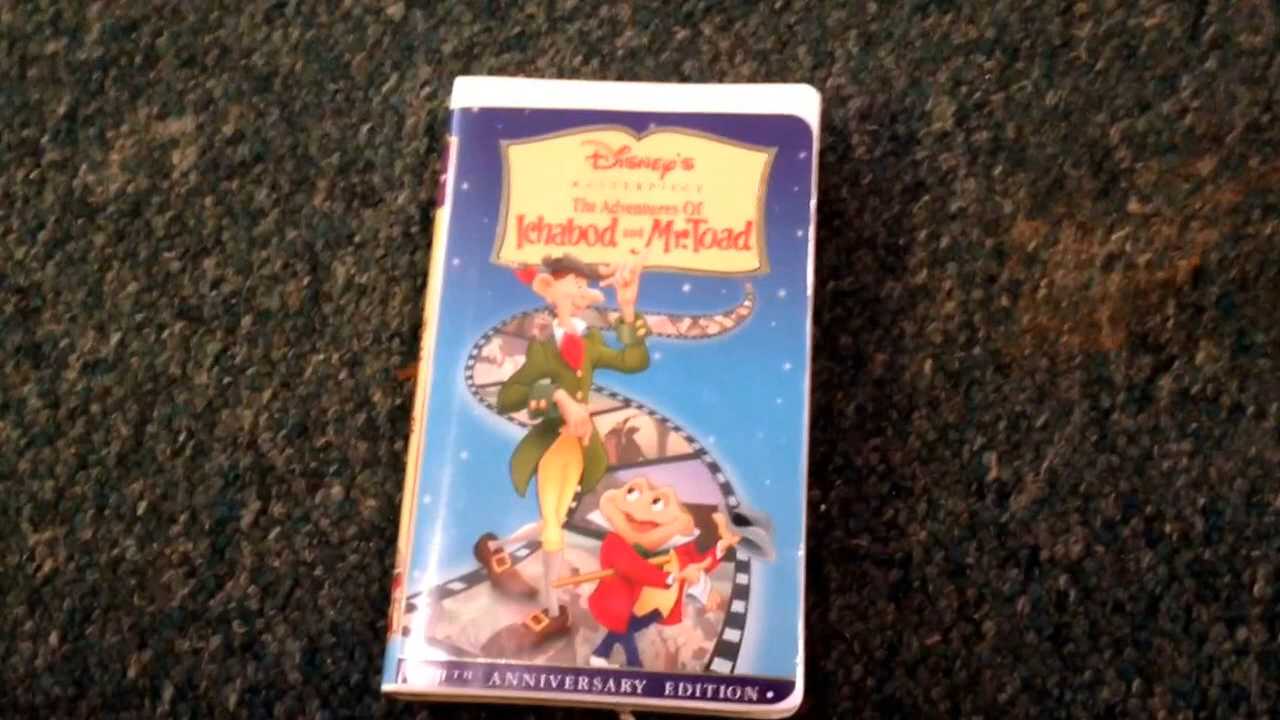 Disney's
MASTERPIECE
The Adventures Of
Ichabod and Mr. Toad
TH ANNIVERSARY EDITION